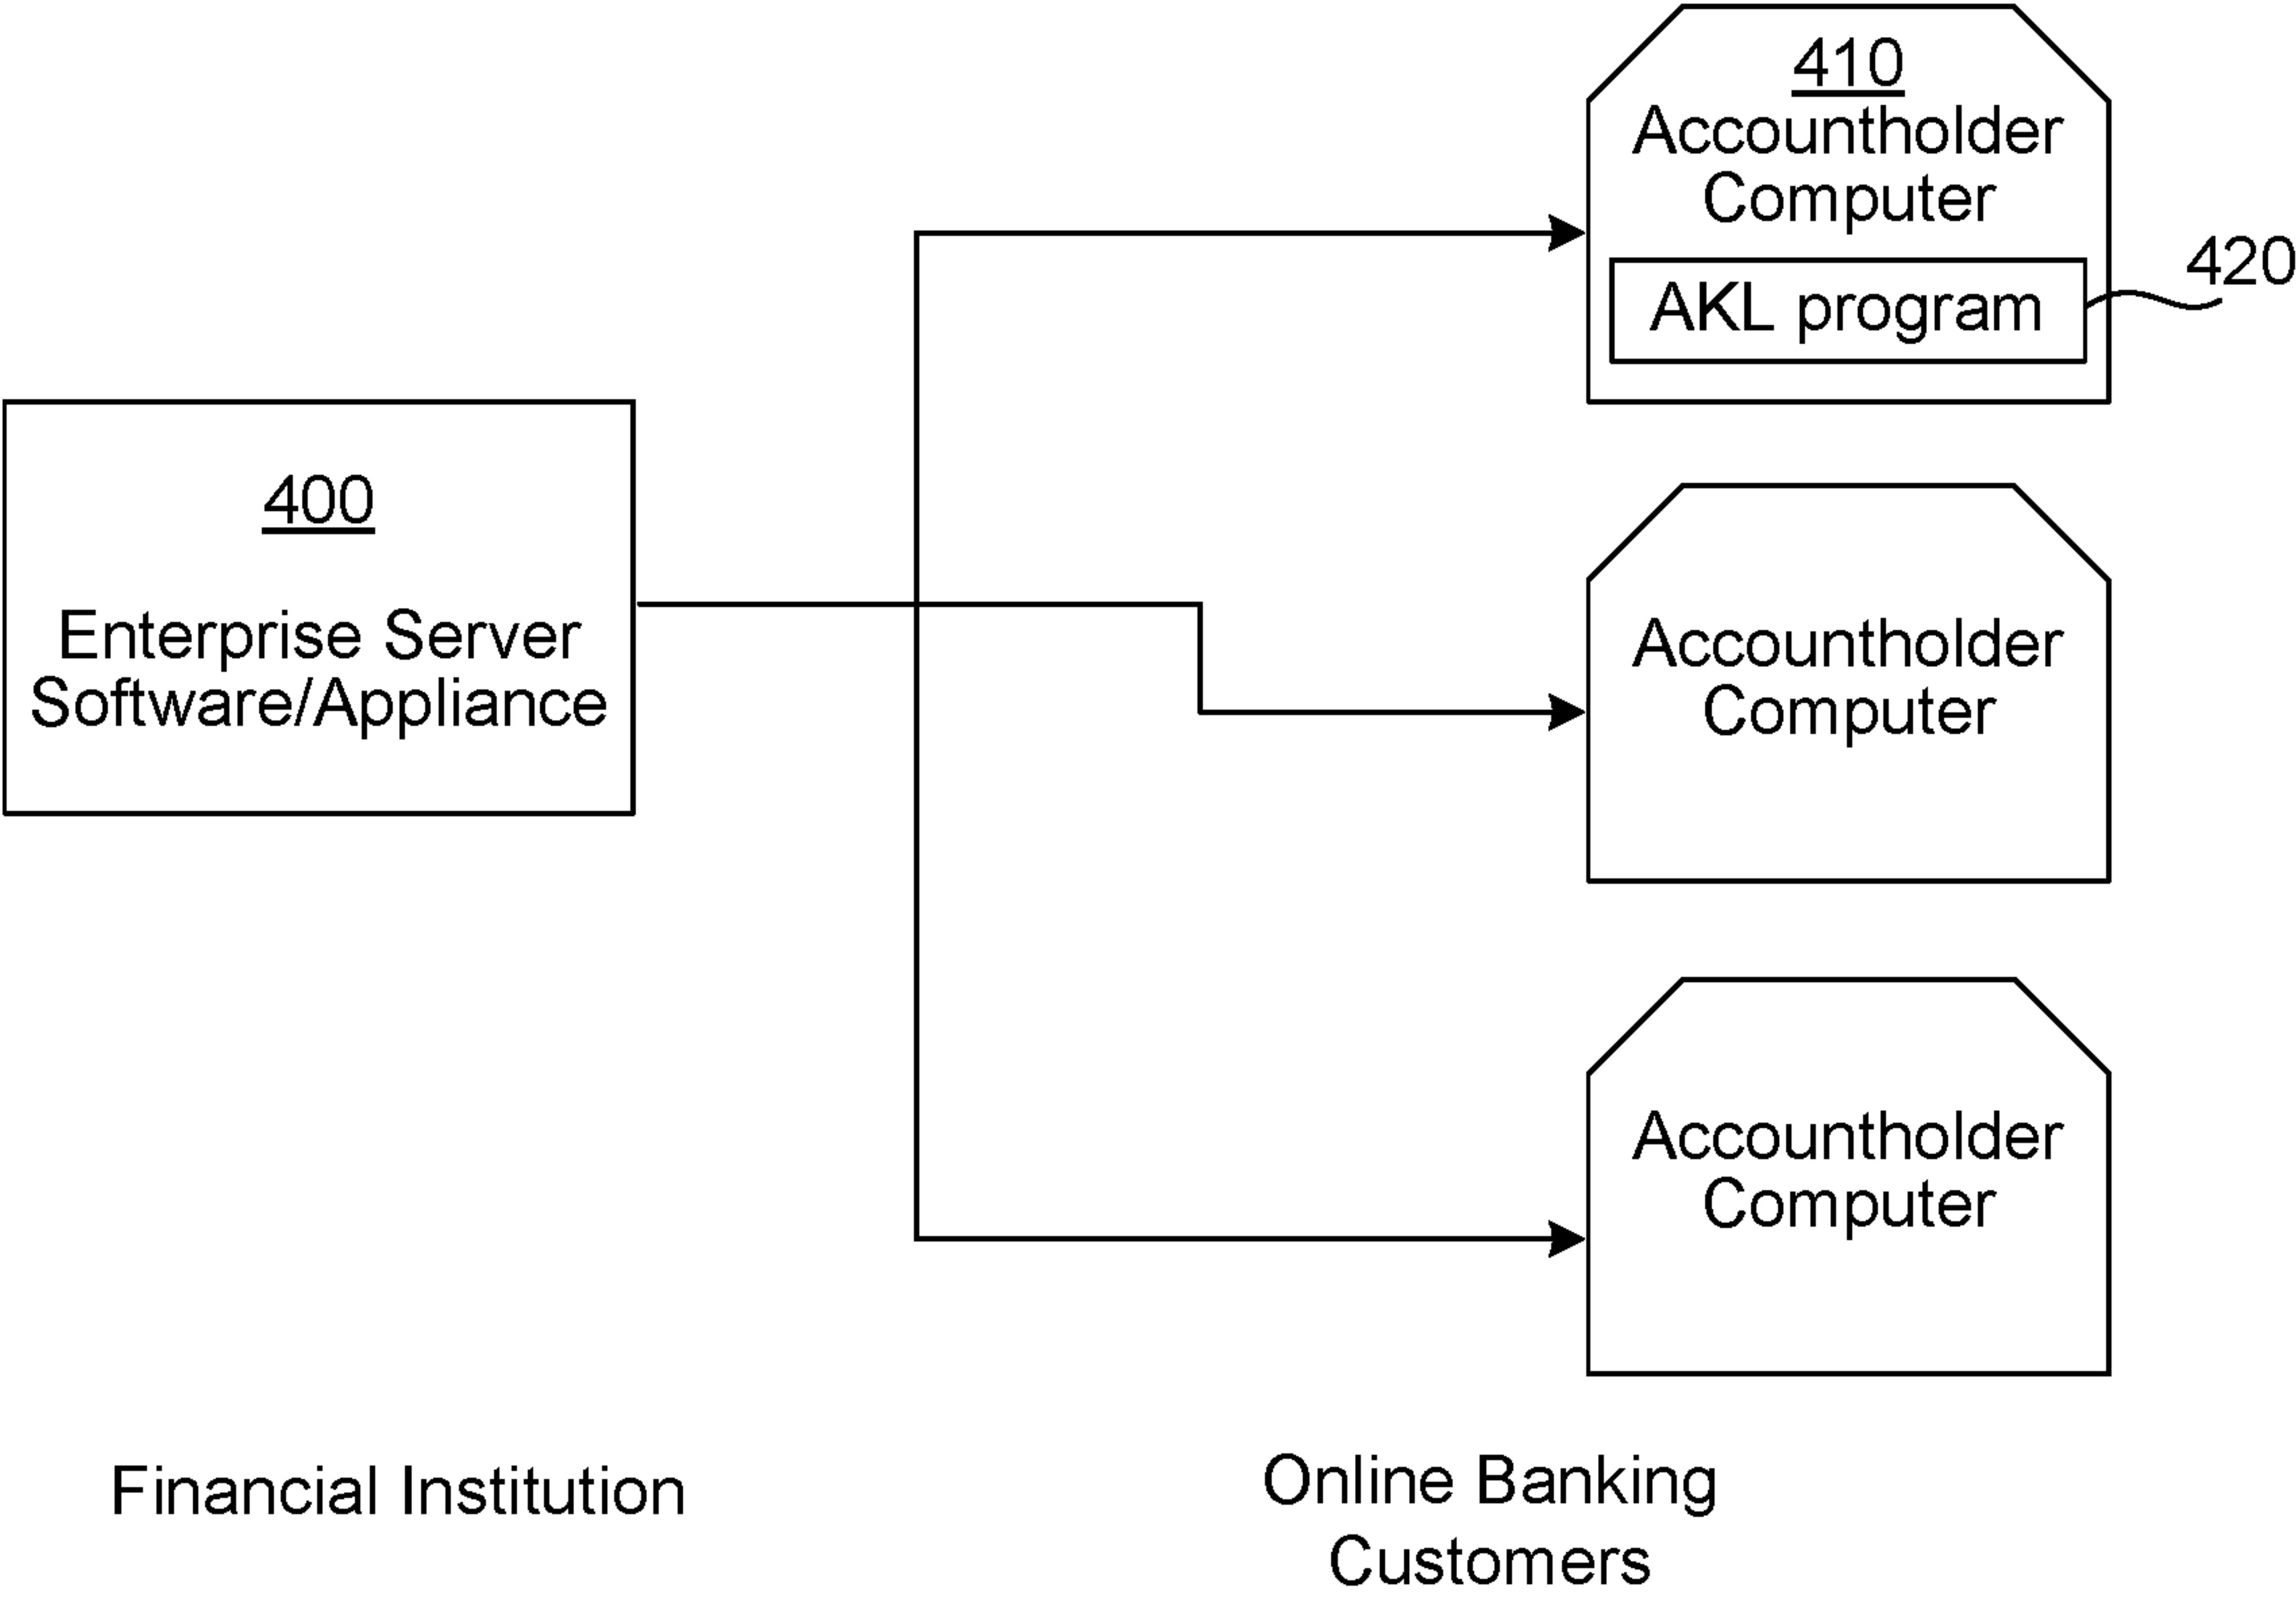 410
Accountholder
Computer
AKL program
420
400
Enterprise Server
Software/Appliance
Accountholder
Computer
Accountholder
Computer
Financial Institution
Online Banking
Customers